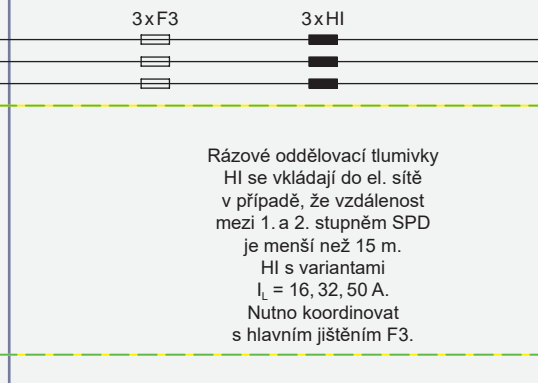 3xF3 3xHI
Rázové oddělovací tlumivky
HI se vkládají do el. sítě
v případě, že vzdálenost
mezi 1. a 2. stupněm SPD
je menší než 15 m.
HI s variantami
I_L = 16, 32, 50 A.
Nutno koordinovat
s hlavním jištěním F3.